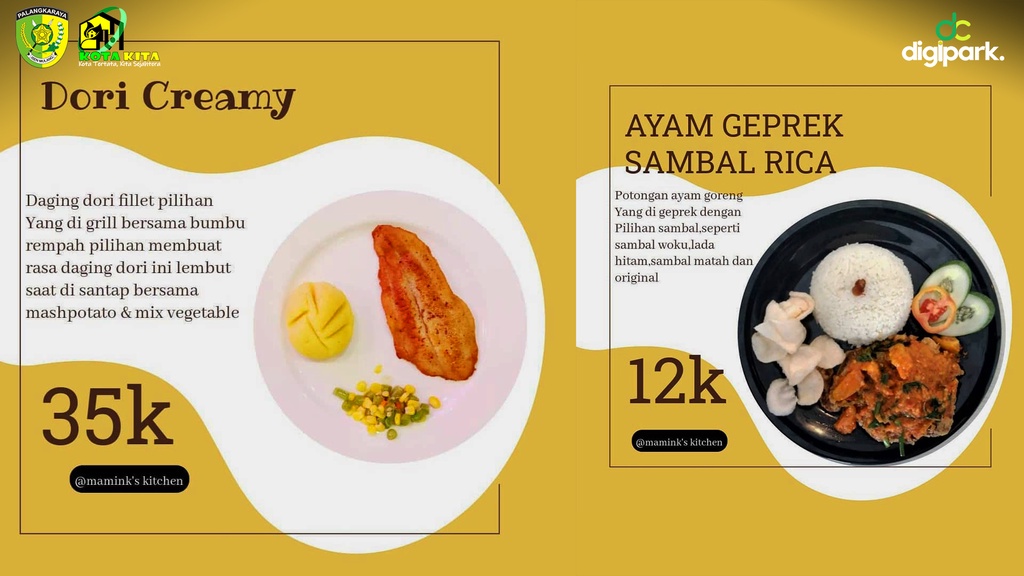 PALANGKARAYA
KOTA KITA
Kota Tertata, Kita Sejahtera
dc
digipark.
Dori Creamy
Daging dori fillet pilihan
Yang di grill bersama bumbu
rempah pilihan membuat
rasa daging dori ini lembut
saat di santap bersama
mashpotato & mix vegetable
35k
@mamink's kitchen
AYAM GEPREK
SAMBAL RICA
Potongan ayam goreng
Yang di geprek dengan
Pilihan sambal,seperti
sambal woku,lada
hitam,sambal matah dan
original
12k
@mamink's kitchen